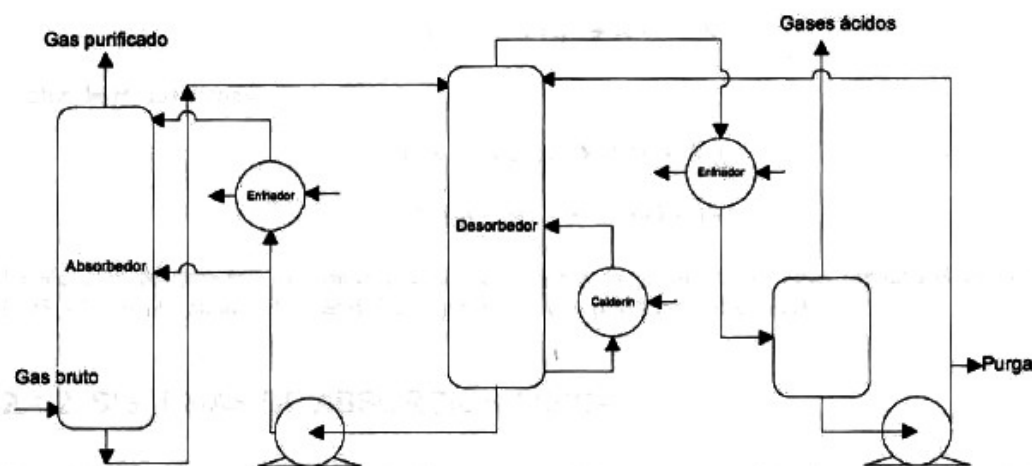 Gases ácidos
Gas purificado
Enfriador
Enfriador
Absorbedor
Desorbedor
Calderín
Gas bruto
Purga